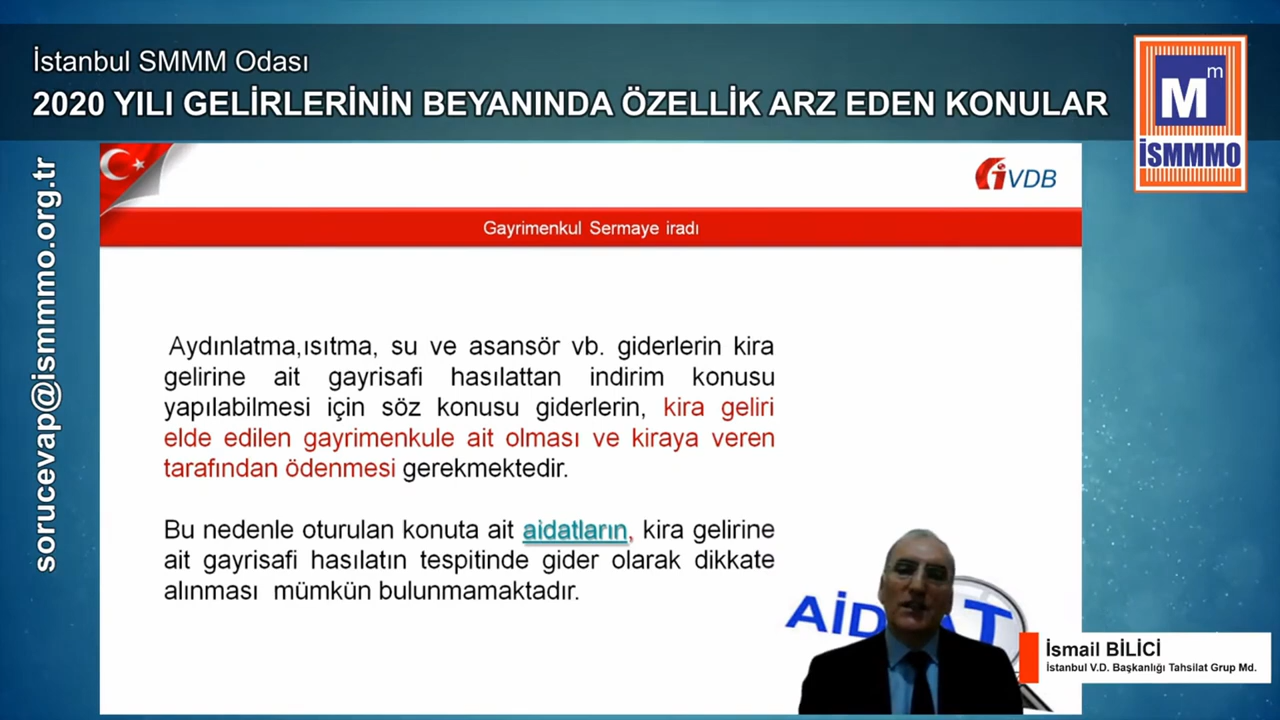 İstanbul SMMM Odası
2020 YILI GELİRLERİNİN BEYANINDA ÖZELLİK ARZ EDEN KONULAR
Mm
İSMMMO
sorucevap@ismmmo.org.tr
iVDB
Gayrimenkul Sermaye iradı
Aydınlatma,ısıtma, su ve asansör vb. giderlerin kira
gelirine ait gayrisafi hasılattan indirim konusu
yapılabilmesi için söz konusu giderlerin, kira geliri
elde edilen gayrimenkule ait olması ve kiraya veren
tarafından ödenmesi gerekmektedir.
Bu nedenle oturulan konuta ait aidatların, kira gelirine
ait gayrisafi hasılatın tespitinde gider olarak dikkate
alınması mümkün bulunmamaktadır.
İsmail BİLİCİ
İstanbul V.D. Başkanlığı Tahsilat Grup Md.